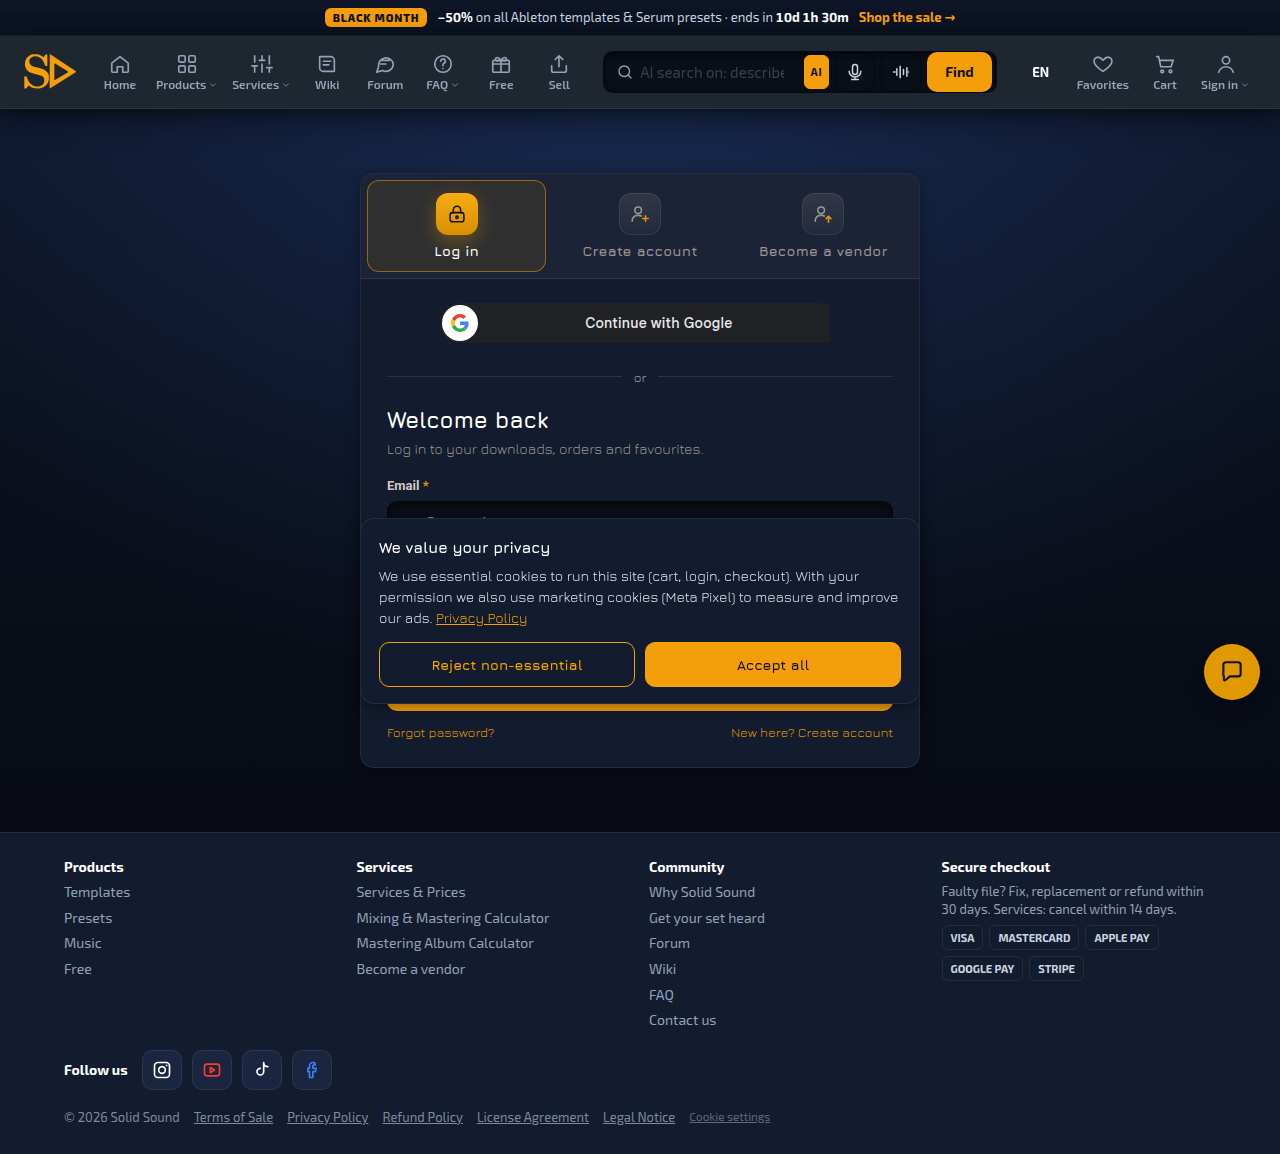 BLACK MONTH −50% on all Ableton templates & Serum presets · ends in 10d 1h 30m Shop the sale →
Home
Products
Services
Wiki
Forum
FAQ
Free
Sell
AI search on: describe
AI
Find
EN
Favorites
Cart
Sign in
Log in
Create account
Become a vendor
Continue with Google
or
Welcome back
Log in to your downloads, orders and favourites.
Email *
We value your privacy
We use essential cookies to run this site (cart, login, checkout). With your
permission we also use marketing cookies (Meta Pixel) to measure and improve
our ads. Privacy Policy
Reject non-essential
Accept all
Forgot password?
New here? Create account
Products
Templates
Presets
Music
Free
Services
Services & Prices
Mixing & Mastering Calculator
Mastering Album Calculator
Become a vendor
Community
Why Solid Sound
Get your set heard
Forum
Wiki
FAQ
Contact us
Secure checkout
Faulty file? Fix, replacement or refund within
30 days. Services: cancel within 14 days.
VISA
MASTERCARD
APPLE PAY
GOOGLE PAY
STRIPE
Follow us
© 2026 Solid Sound Terms of Sale Privacy Policy Refund Policy License Agreement Legal Notice Cookie settings